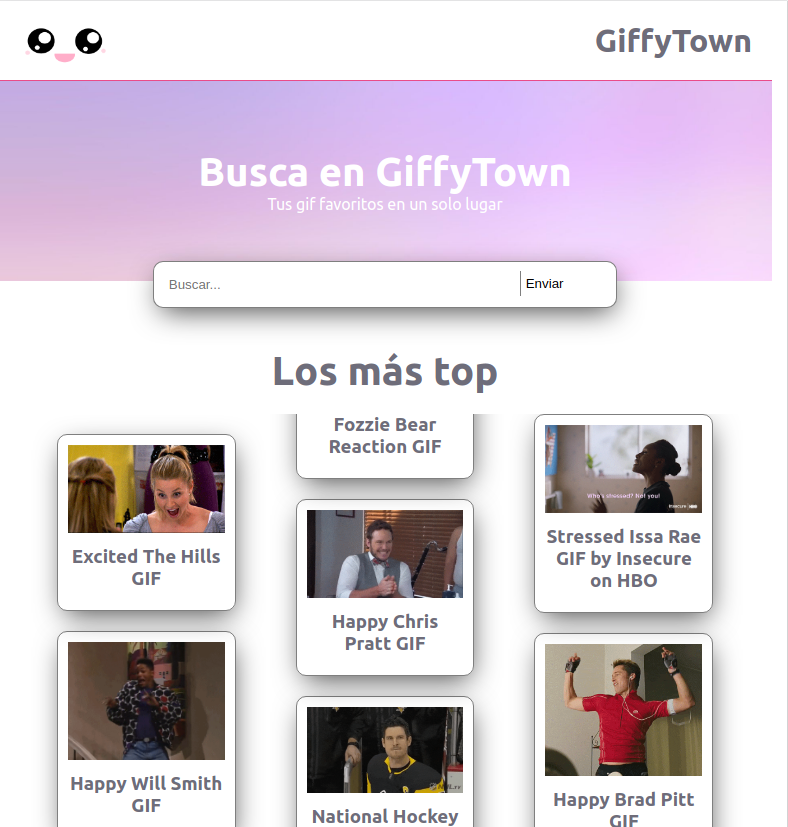 GiffyTown
Busca en GiffyTown
Tus gif favoritos en un solo lugar
Buscar...
Enviar
Los más top
Excited The Hills
GIF
Happy Will Smith
GIF
Fozzie Bear
Reaction GIF
Happy Chris
Pratt GIF
National Hockey
Who's stressed? Not you!
insecure HBO
Stressed Issa Rae
GIF by Insecure
on HBO
Happy Brad Pitt
GIF